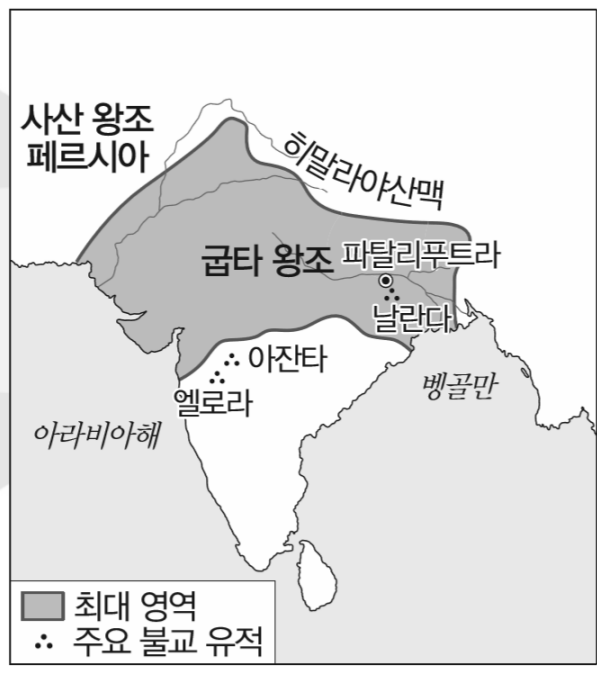 사산 왕조
페르시아
히말라야산맥
굽타 왕조
파탈리푸트라
날란다
아잔타
엘로라
벵골만
아라비아해
최대 영역
주요 불교 유적